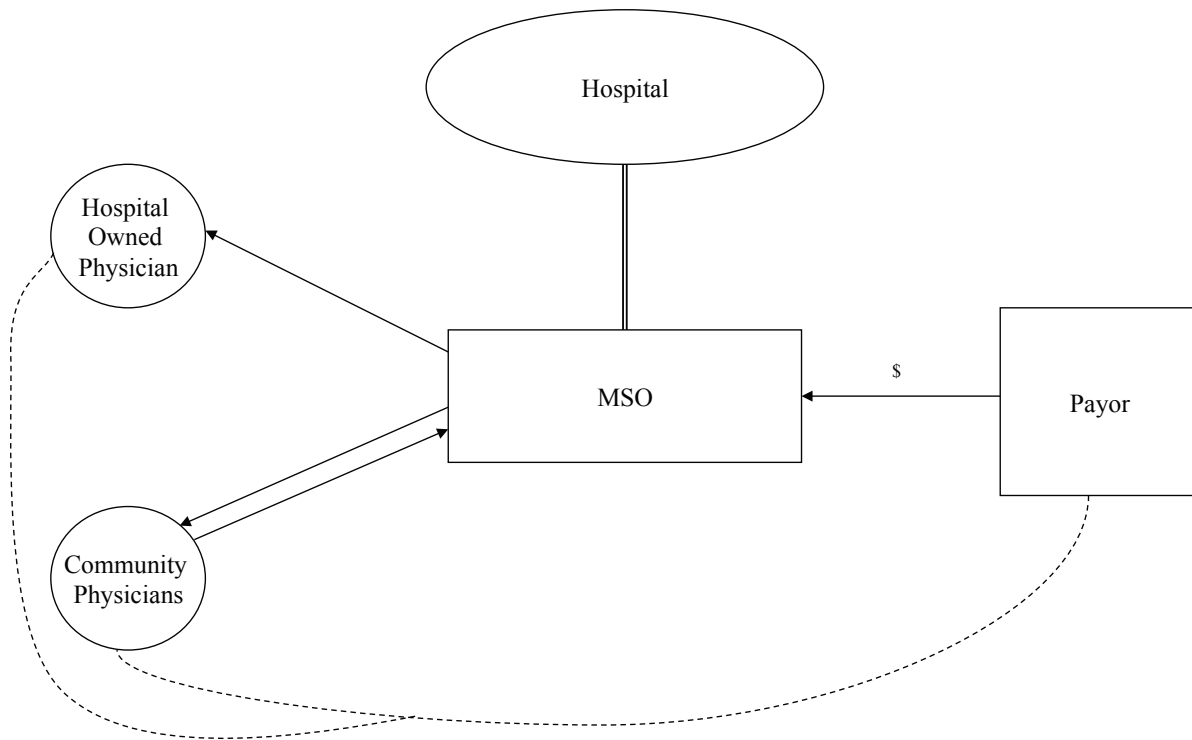 Hospital
Hospital
Owned
Physician
MSO
$
Payor
Community
Physicians